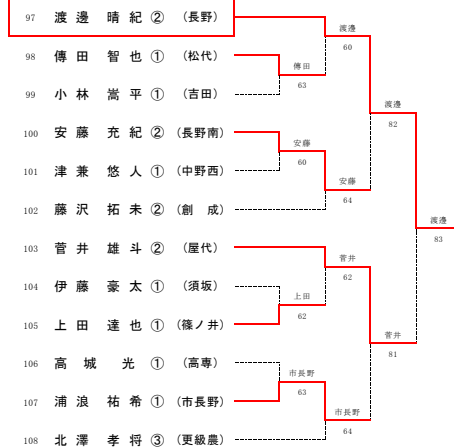 97 渡邊 晴紀 ② (長野)
渡邊
60
98 傳田 智也 ① (松代)
傳田
63
99 小林 嵩平 ① (吉田)
渡邊
82
100 安藤 充紀 ② (長野南)
安藤
60
101 津兼 悠人 ① (中野西)
安藤
64
102 藤沢 拓未 ② (創 成)
渡邊
83
103 菅井 雄斗 ② (屋代)
菅井
62
104 伊藤 豪太 ① (須坂)
上田
62
105 上田 達也 ① (篠ノ井)
菅井
81
106 高城 光 ① (高専)
市長野
63
107 浦浪 祐希 ① (市長野)
市長野
64
108 北澤 孝将 ③ (更級農)